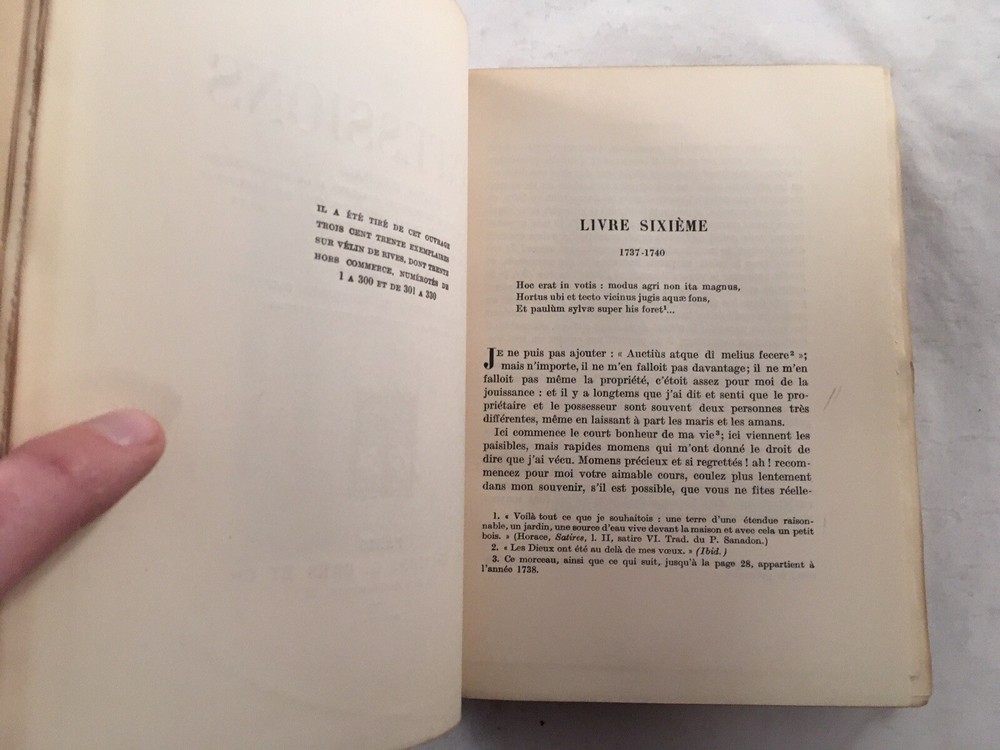 IL A ÉTÉ TIRÉ DE CET OUVRAGE
TROIS CENT TRENTE EXEMPLAIRES
SUR VÉLIN DE RIVES, DONT TRENTE
HORS COMMERCE, NUMÉROTÉS DE
1 A 300 ET DE 301 A 330
LIVRE SIXIÈME
1737-1740
Hoc erat in votis : modus agri non ita magnus,
Hortus ubi et tecto vicinus jugis aquæ fons,
Et paulùm sylvæ super his foret¹...
JE ne puis pas ajouter : « Auctiùs atque di melius fecere² »;
mais n'importe, il ne m'en falloit pas davantage; il ne m'en
falloit pas même la propriété, c'étoit assez pour moi de la
jouissance : et il y a longtems que j'ai dit et senti que le pro-
priétaire et le possesseur sont souvent deux personnes très
différentes, même en laissant à part les maris et les amans.
Ici commence le court bonheur de ma vie³; ici viennent les
paisibles, mais rapides momens qui m'ont donné le droit de
dire que j'ai vécu. Momens précieux et si regrettés! ah! recom-
mencez pour moi votre aimable cours, coulez plus lentement
dans mon souvenir, s'il est possible, que vous ne fites réelle-
1. « Voilà tout ce que je souhaitois : une terre d'une étendue raison-
nable, un jardin, une source d'eau vive devant la maison et avec cela un petit
bois. » (Horace, Satires, l. II, satire VI. Trad. du P. Sanadon.)
2. « Les Dieux ont été au delà de mes vœux. » (Ibid.)
3. Ce morceau, ainsi que ce qui suit, jusqu'à la page 28, appartient à
l'année 1738.